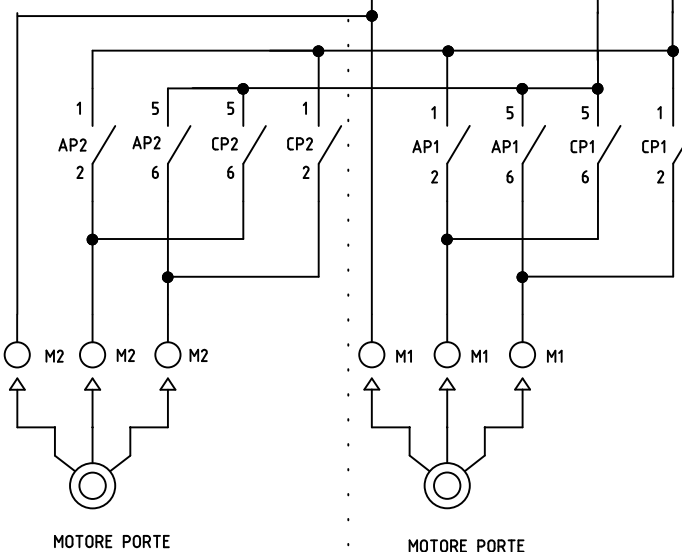 1 5 5 1 1 5 5 1
AP2 AP2 CP2 CP2 AP1 AP1 CP1 CP1
2 6 6 2 2 6 6 2
M2 M2 M2 M1 M1 M1
MOTORE PORTE MOTORE PORTE